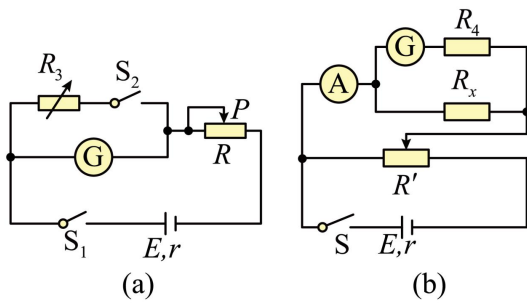 R₃ S₂ P
G R
S₁ E,r
(a)
G R₄
A
Rₓ
R′
S E,r
(b)